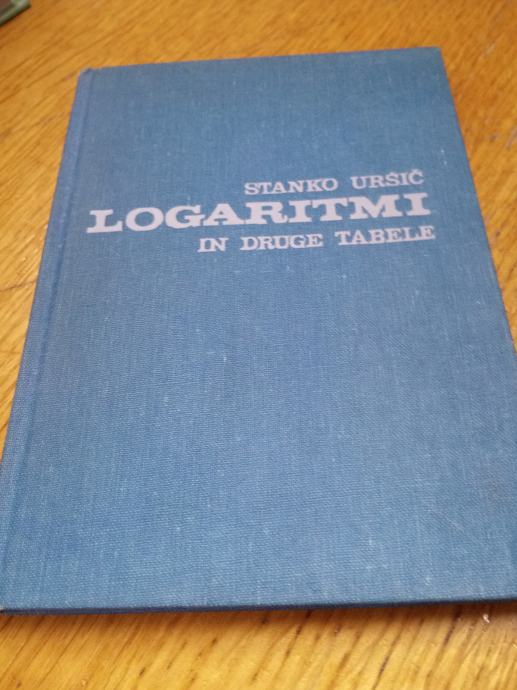 STANKO URŠIČ
LOGARITMI
IN DRUGE TABELE